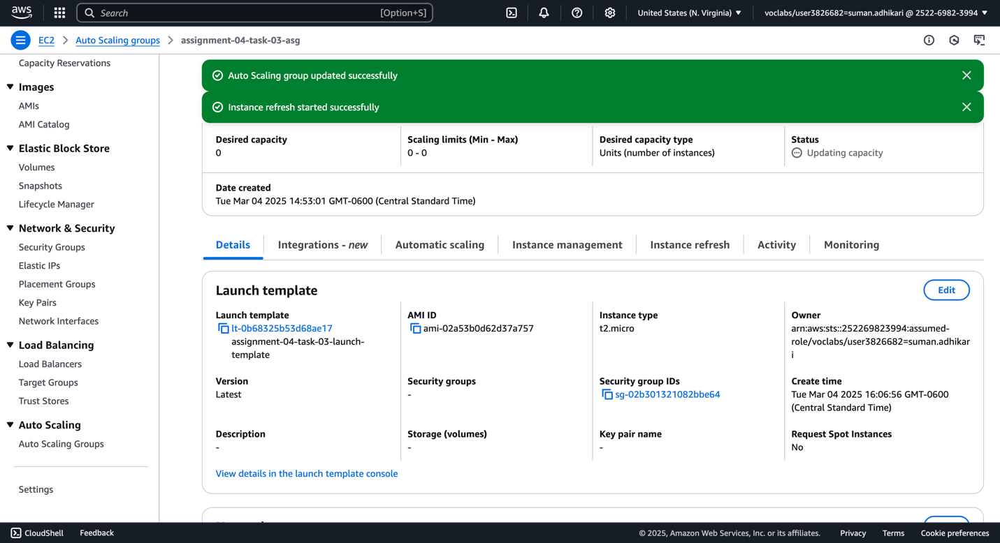 aws
Search [Option+S]
United States (N. Virginia)
voclabs/user3826682=suman.adhikari @ 2522-6982-3994
EC2
Auto Scaling groups
assignment-04-task-03-asg
Capacity Reservations
Images
AMIs
AMI Catalog
Elastic Block Store
Volumes
Snapshots
Lifecycle Manager
Network & Security
Security Groups
Elastic IPs
Placement Groups
Key Pairs
Network Interfaces
Load Balancing
Load Balancers
Target Groups
Trust Stores
Auto Scaling
Auto Scaling Groups
Settings
Auto Scaling group updated successfully
Instance refresh started successfully
Desired capacity
0
Scaling limits (Min - Max)
0 - 0
Desired capacity type
Units (number of instances)
Status
Updating capacity
Date created
Tue Mar 04 2025 14:53:01 GMT-0600 (Central Standard Time)
Details
Integrations - new
Automatic scaling
Instance management
Instance refresh
Activity
Monitoring
Launch template
Edit
Launch template
lt-0b68325b53d68ae17
assignment-04-task-03-launch-
template
AMI ID
ami-02a53b0d62d37a757
Instance type
t2.micro
Owner
arn:aws:sts::252269823994:assumed-
role/voclabs/user3826682=suman.adhikar
i
Version
Latest
Security groups
-
Security group IDs
sg-02b301321082bbe64
Create time
Tue Mar 04 2025 16:06:56 GMT-0600
(Central Standard Time)
Description
-
Storage (volumes)
-
Key pair name
-
Request Spot Instances
No
View details in the launch template console
CloudShell
Feedback
© 2025, Amazon Web Services, Inc. or its affiliates.
Privacy
Terms
Cookie preferences